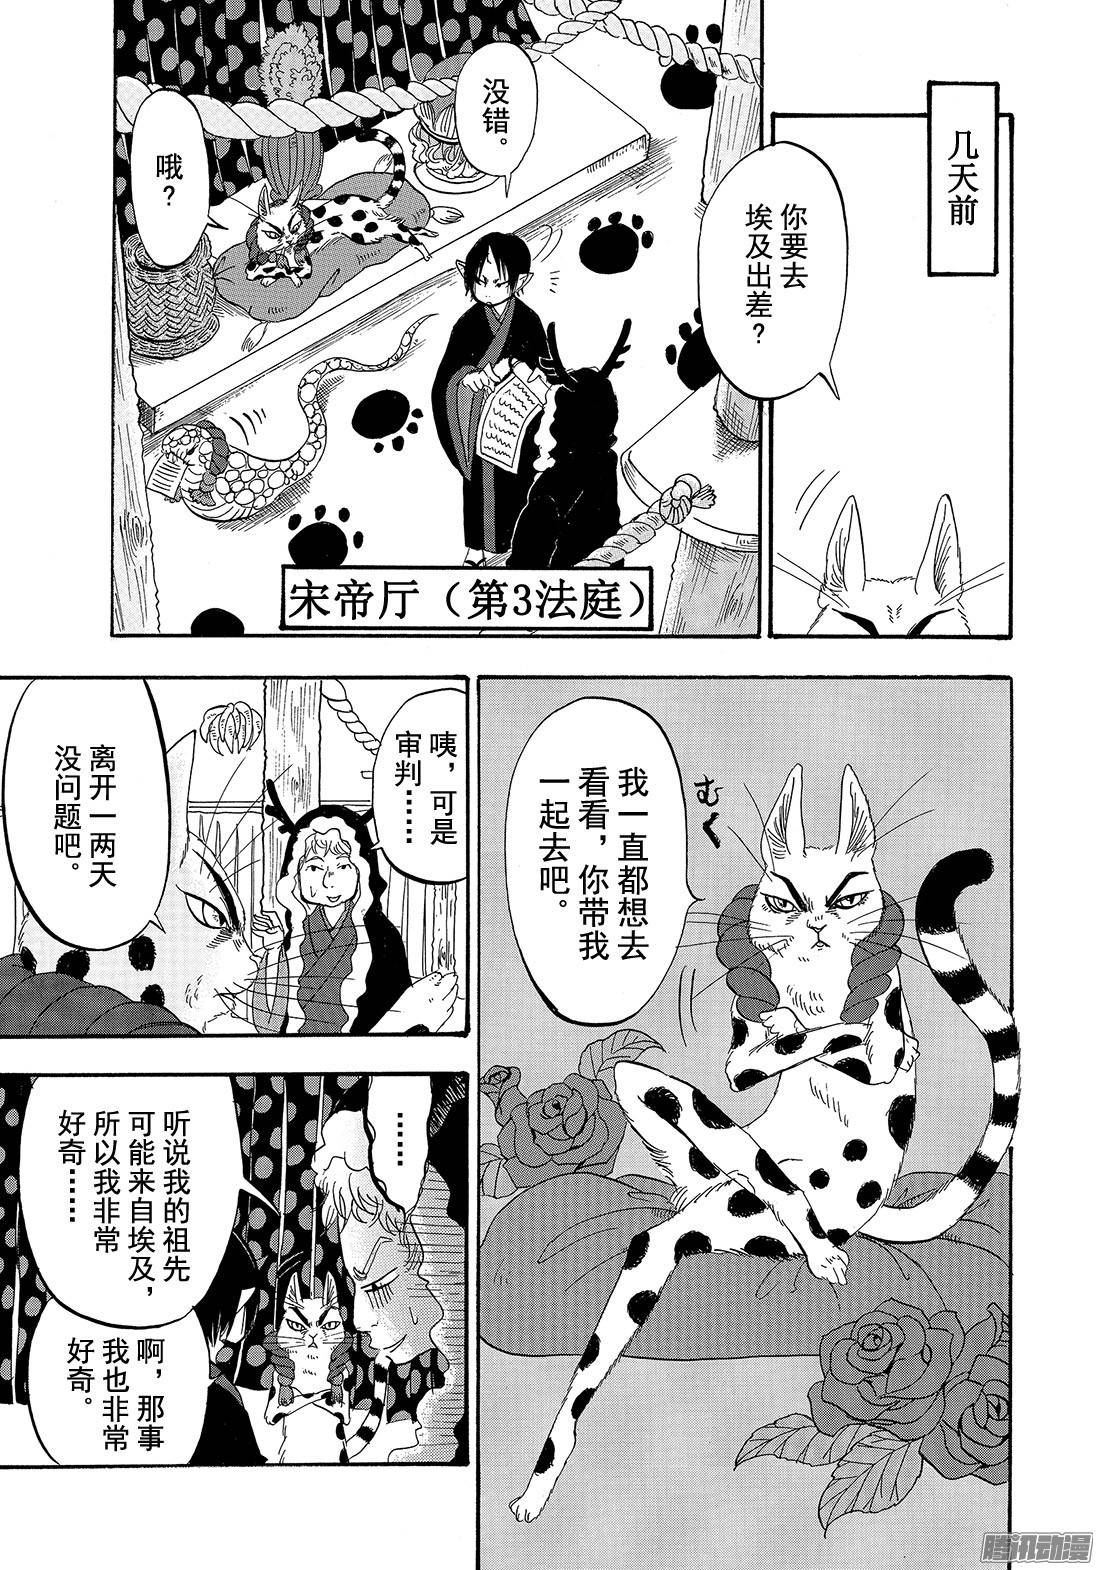 几天前
你要去
埃及出差？
没错。
哦？
宋帝厅（第3法庭）
我一直都想去
看看，你带我
一起去吧。
むく
咦，可是
审判……
离开一两天
没问题吧。
……
听说我的祖先
可能来自埃及，
所以我非常
好奇……
啊，那事
我也非常
好奇。
腾讯动漫